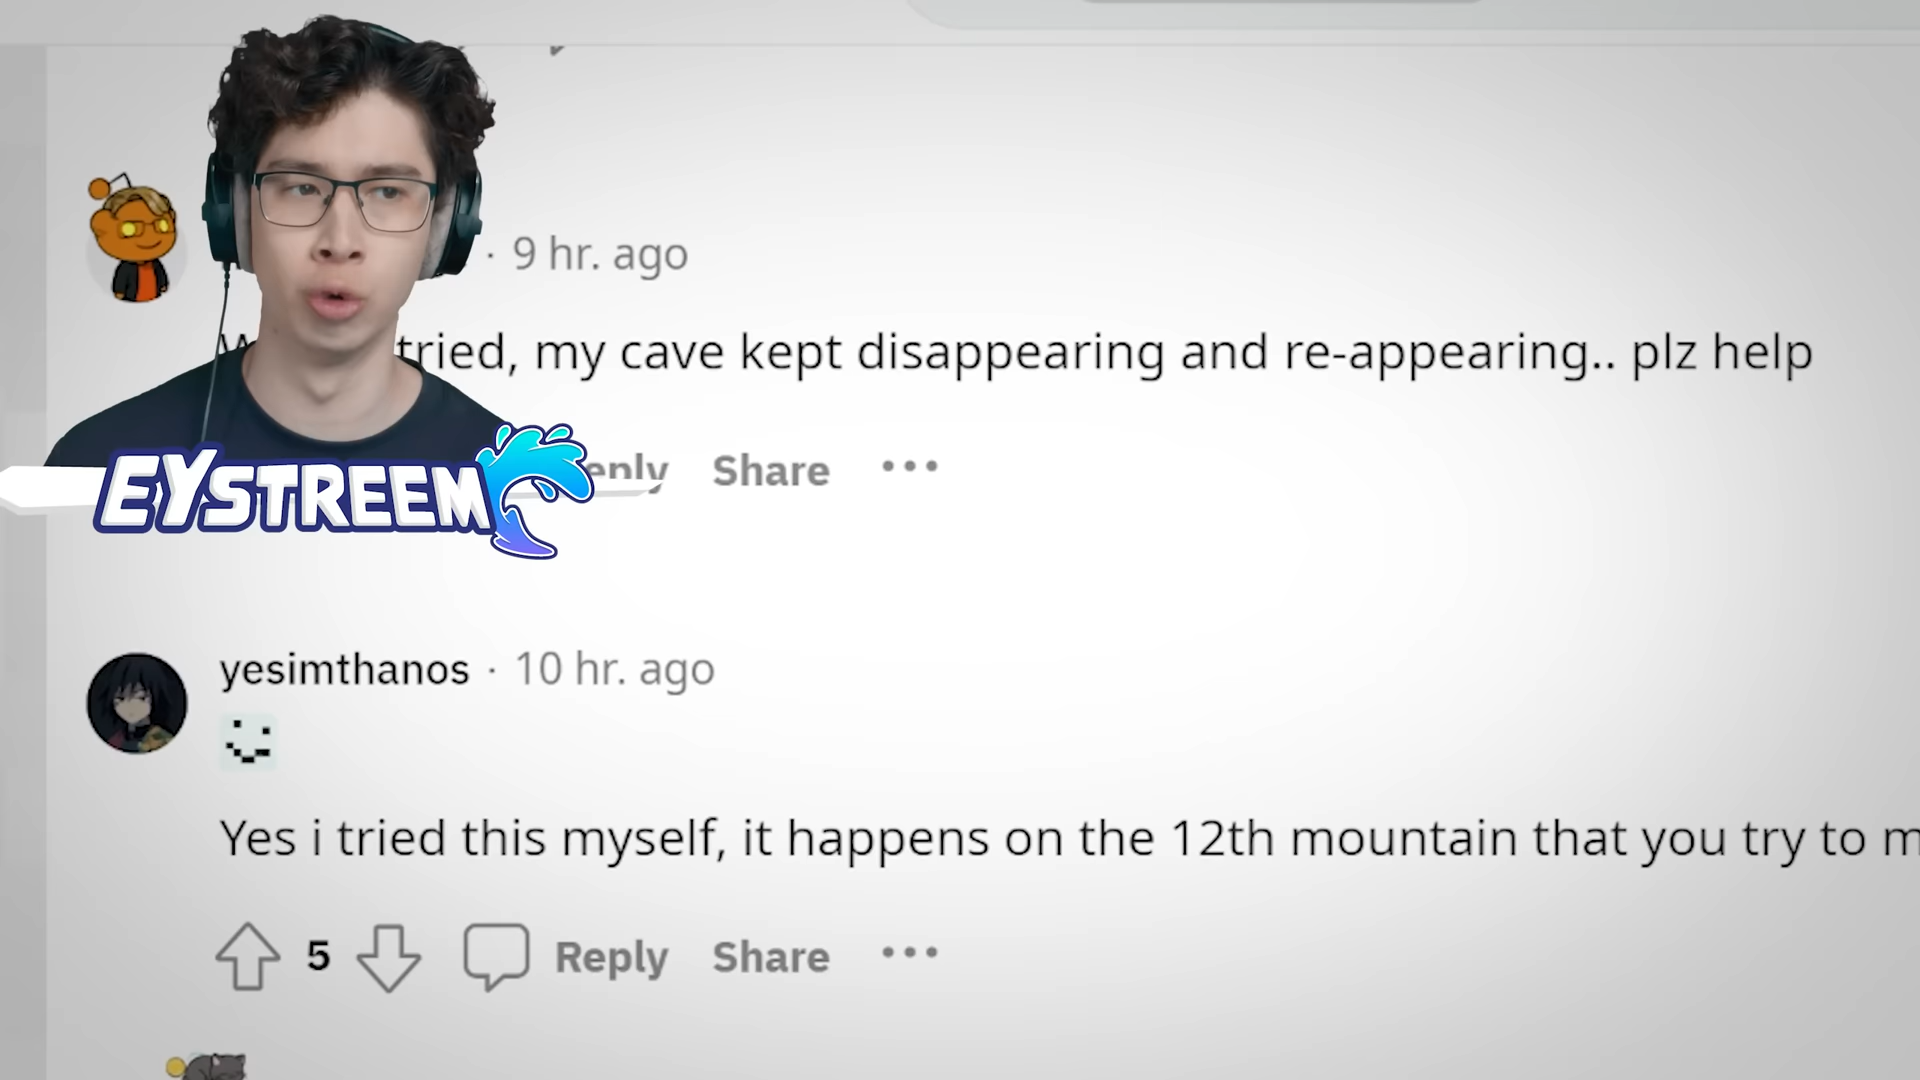 · 9 hr. ago
tried, my cave kept disappearing and re-appearing.. plz help
Share
EYSTREEM
yesimthanos · 10 hr. ago
Yes i tried this myself, it happens on the 12th mountain that you try to m
5 Reply Share